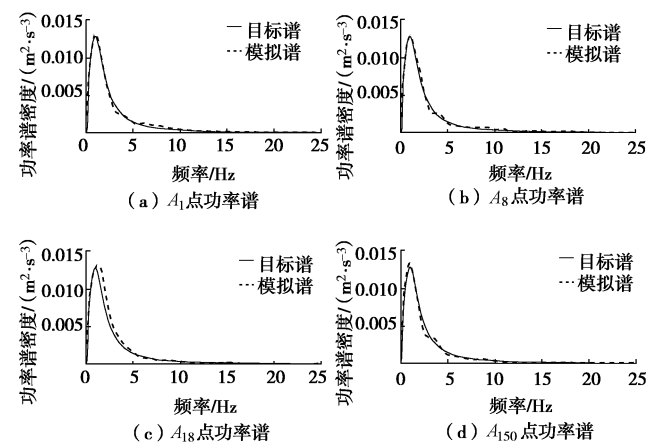 功率谱密度/(m²·s⁻³)
0.015
0.010
0.005
目标谱
模拟谱
0 5 10 15 20 25
频率/Hz
(a) A₁点功率谱
功率谱密度/(m²·s⁻³)
0.015
0.010
0.005
目标谱
模拟谱
0 5 10 15 20 25
频率/Hz
(b) A₈点功率谱
功率谱密度/(m²·s⁻³)
0.015
0.010
0.005
目标谱
模拟谱
0 5 10 15 20 25
频率/Hz
(c) A₁₈点功率谱
功率谱密度/(m²·s⁻³)
0.015
0.010
0.005
目标谱
模拟谱
0 5 10 15 20 25
频率/Hz
(d) A₁₅₀点功率谱